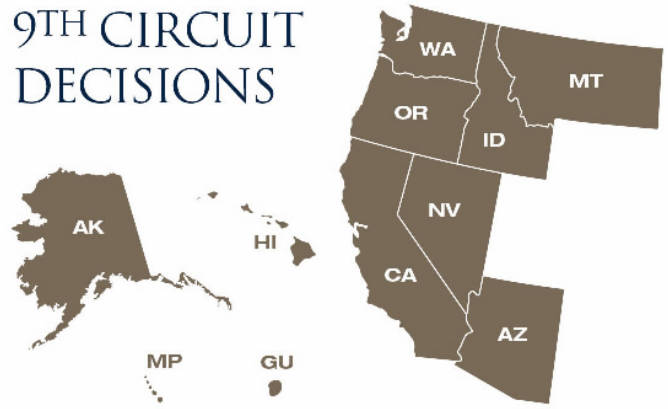 9TH CIRCUIT
DECISIONS
WA
MT
OR
ID
AK
HI
NV
CA
AZ
MP
GU